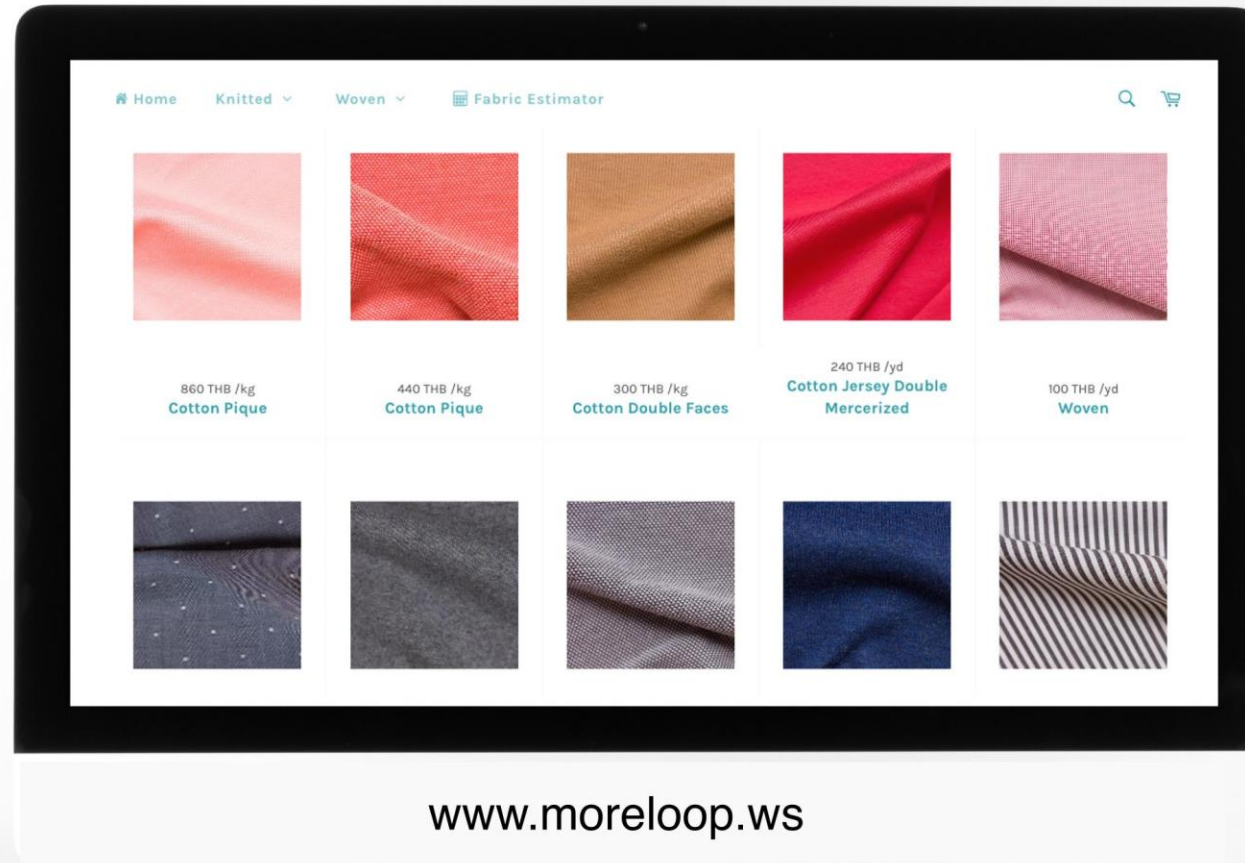 Home Knitted Woven Fabric Estimator
860 THB /kg
Cotton Pique
440 THB /kg
Cotton Pique
300 THB /kg
Cotton Double Faces
240 THB /yd
Cotton Jersey Double
Mercerized
100 THB /yd
Woven
www.moreloop.ws